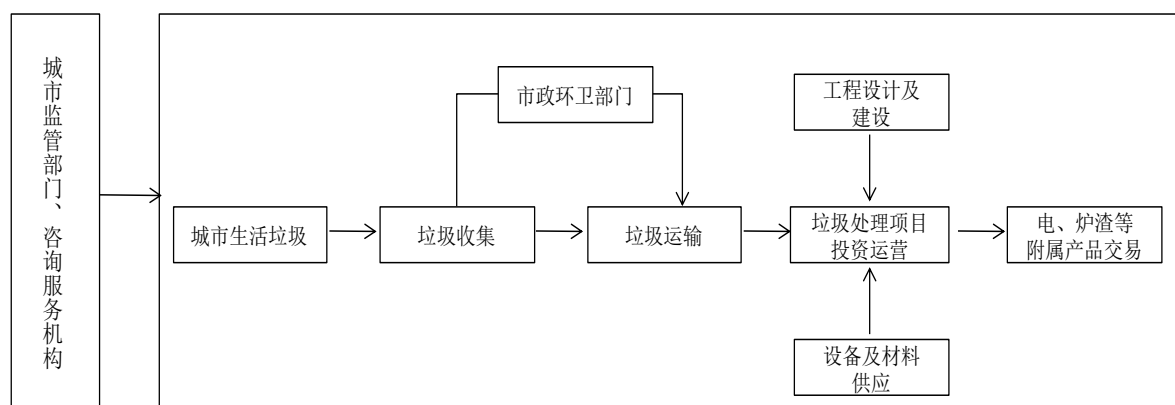 城市监管部门、咨询服务机构
市政环卫部门
工程设计及
建设
城市生活垃圾
垃圾收集
垃圾运输
垃圾处理项目
投资运营
电、炉渣等
附属产品交易
设备及材料
供应